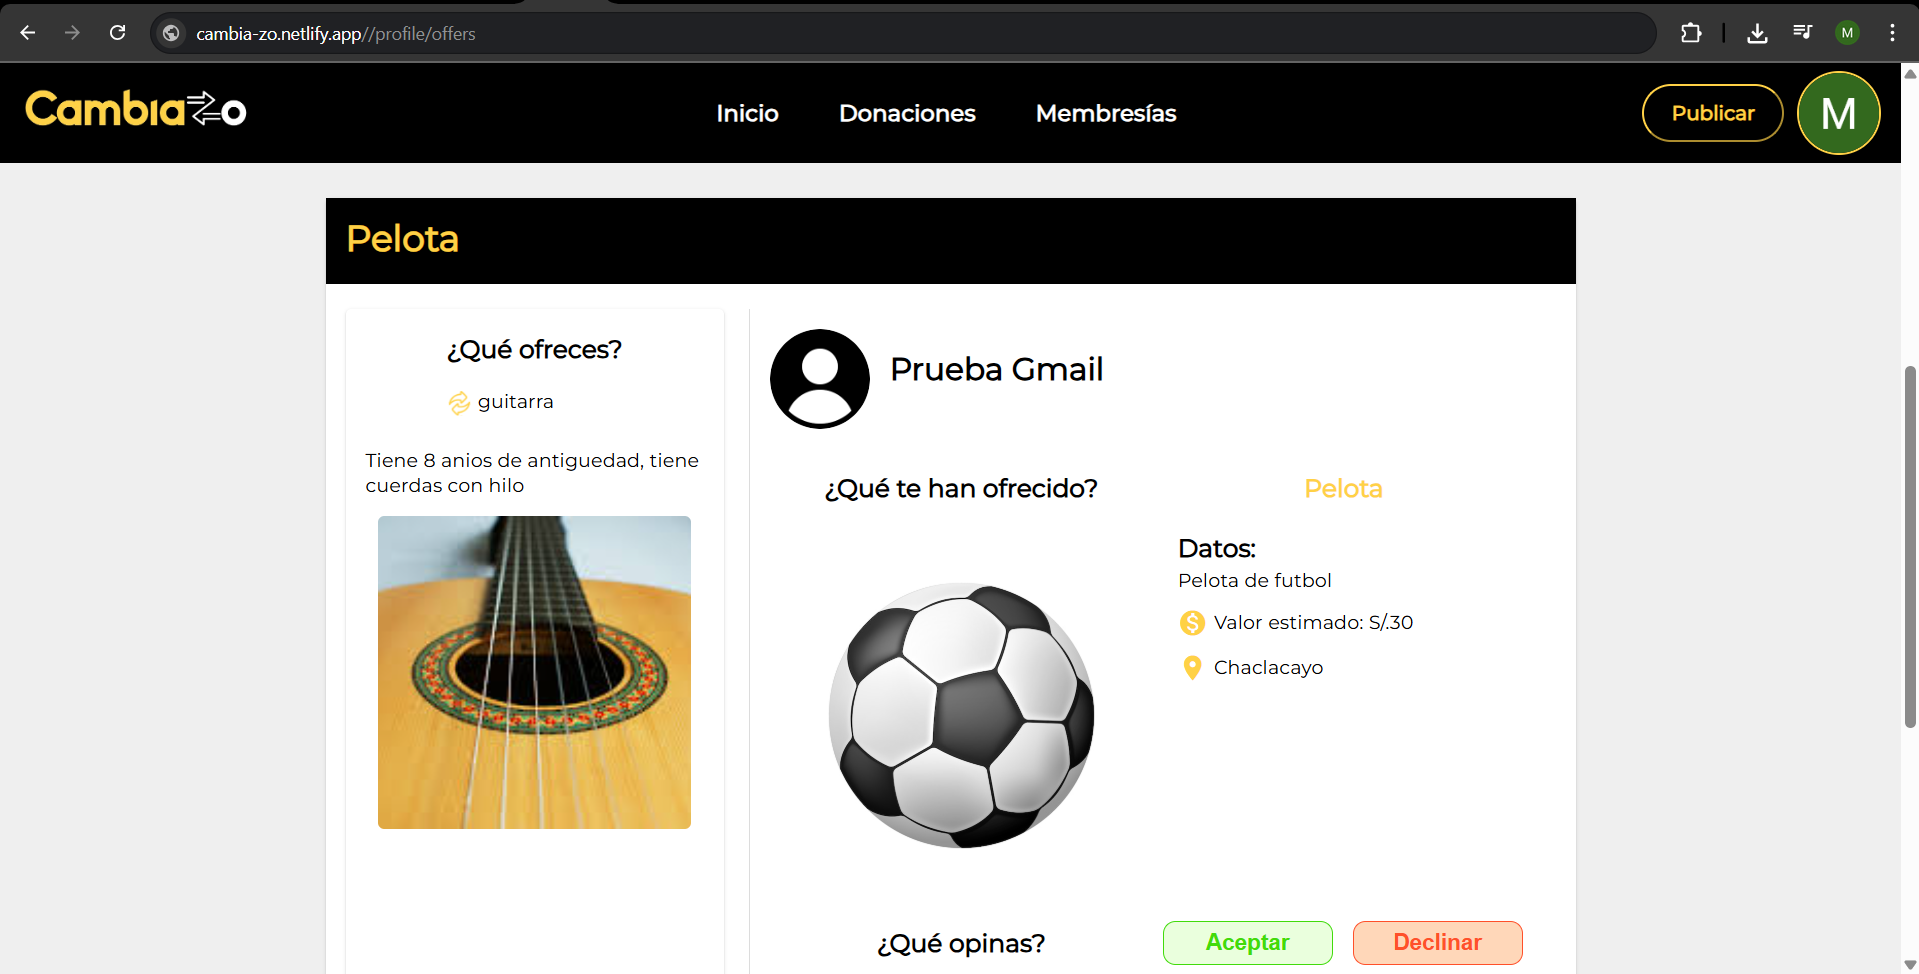 cambia-zo.netlify.app//profile/offers
M
Cambiazo
Inicio
Donaciones
Membresías
Publicar
M
Pelota
¿Qué ofreces?
guitarra
Tiene 8 anios de antiguedad, tiene
cuerdas con hilo
Prueba Gmail
¿Qué te han ofrecido?
Pelota
Datos:
Pelota de futbol
Valor estimado: S/.30
Chaclacayo
¿Qué opinas?
Aceptar
Declinar